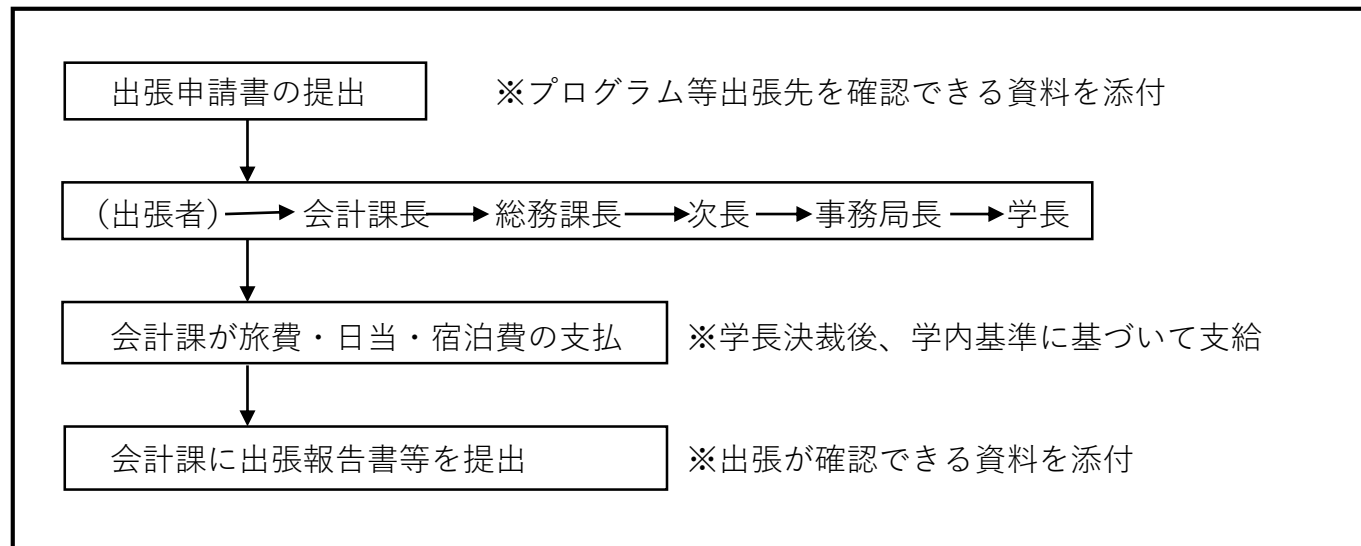 出張申請書の提出 ※プログラム等出張先を確認できる資料を添付
(出張者) 会計課長 総務課長 次長 事務局長 学長
会計課が旅費・日当・宿泊費の支払 ※学長決裁後、学内基準に基づいて支給
会計課に出張報告書等を提出 ※出張が確認できる資料を添付